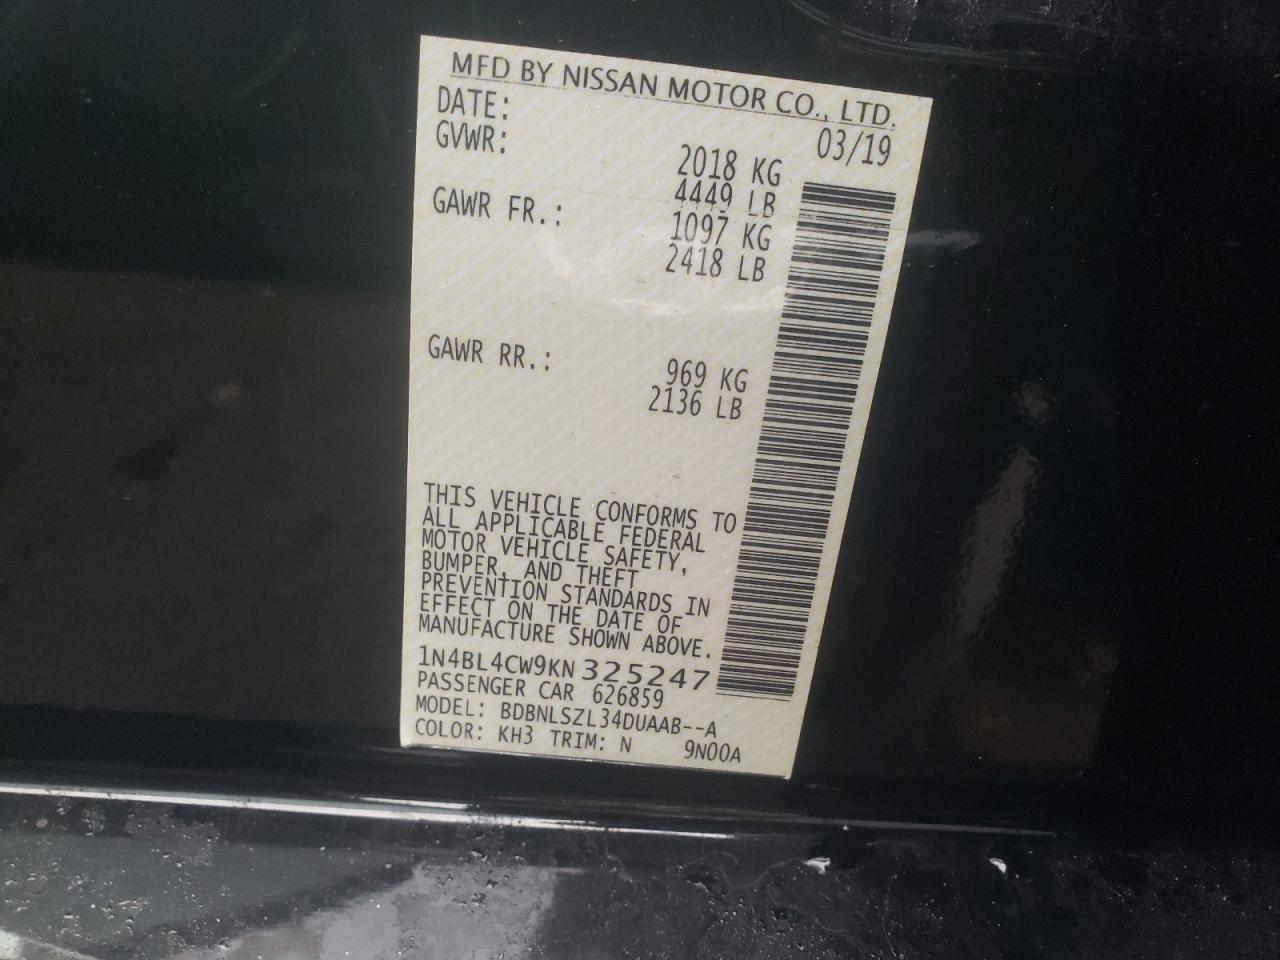 MFD BY NISSAN MOTOR CO., LTD.
DATE: 03/19
GVWR: 2018 KG
4449 LB
GAWR FR.: 1097 KG
2418 LB
GAWR RR.: 969 KG
2136 LB
THIS VEHICLE CONFORMS TO
ALL APPLICABLE FEDERAL
MOTOR VEHICLE SAFETY,
BUMPER, AND THEFT
PREVENTION STANDARDS IN
EFFECT ON THE DATE OF
MANUFACTURE SHOWN ABOVE.
1N4BL4CW9KN325247
PASSENGER CAR 626859
MODEL: BDBNLSZL34DUAAB--A
COLOR: KH3 TRIM: N 9N00A